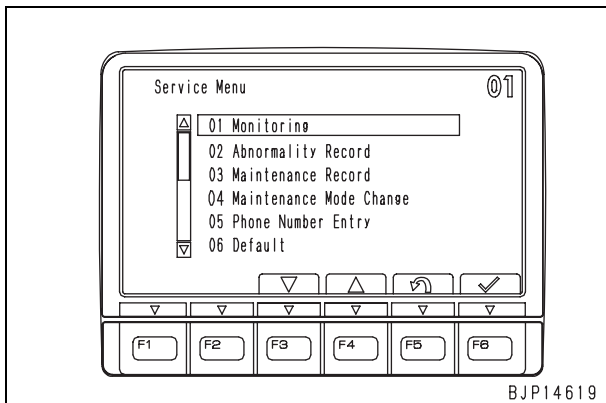 Service Menu 01
01 Monitoring
02 Abnormality Record
03 Maintenance Record
04 Maintenance Mode Change
05 Phone Number Entry
06 Default
F1 F2 F3 F4 F5 F6
BJP14619